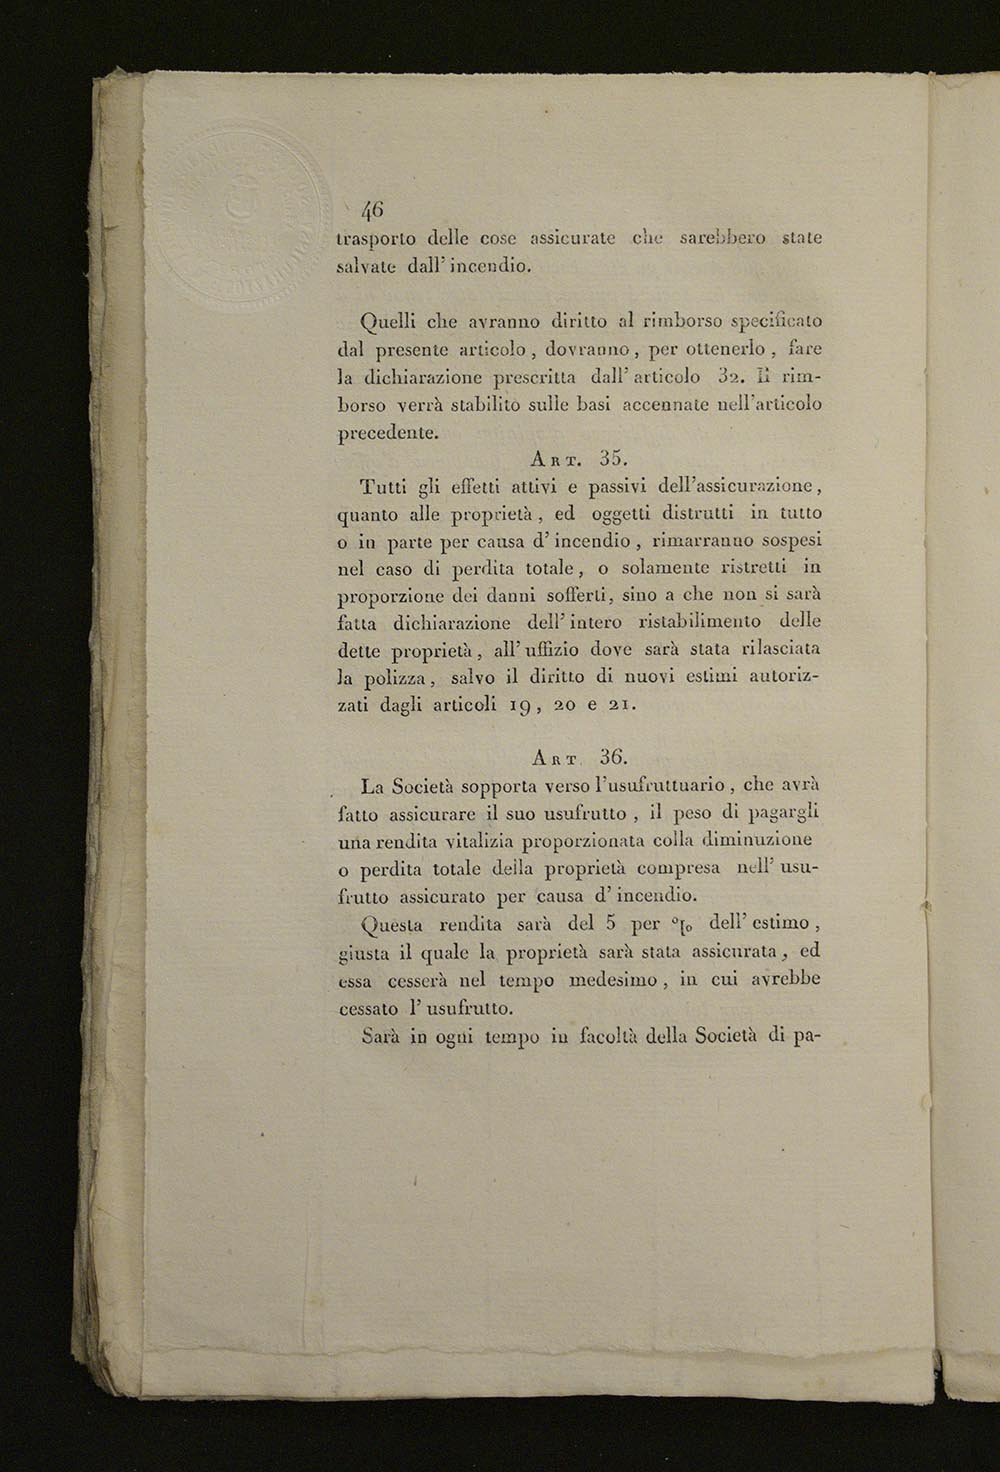 46
trasporto delle cose assicurate che sarebbero state
salvate dall' incendio.
Quelli che avranno diritto al rimborso specificato
dal presente articolo , dovranno , per ottenerlo , fare
la dichiarazione prescritta dall' articolo 32. Il rim-
borso verrà stabilito sulle basi accennate nell'articolo
precedente.
ART. 35.
Tutti gli effetti attivi e passivi dell'assicurazione ,
quanto alle proprietà , ed oggetti distrutti in tutto
o in parte per causa d' incendio , rimarranno sospesi
nel caso di perdita totale , o solamente ristretti in
proporzione dei danni sofferti, sino a che non si sarà
fatta dichiarazione dell' intero ristabilimento delle
dette proprietà , all' uffizio dove sarà stata rilasciata
la polizza , salvo il diritto di nuovi estimi autoriz-
zati dagli articoli 19 , 20 e 21.
ART. 36.
La Società sopporta verso l'usufruttuario , che avrà
fatto assicurare il suo usufrutto , il peso di pagargli
una rendita vitalizia proporzionata colla diminuzione
o perdita totale della proprietà compresa nell' usu-
frutto assicurato per causa d' incendio.
Questa rendita sarà del 5 per °[o dell' estimo ,
giusta il quale la proprietà sarà stata assicurata , ed
essa cesserà nel tempo medesimo , in cui avrebbe
cessato l' usufrutto.
Sarà in ogni tempo in facoltà della Società di pa-